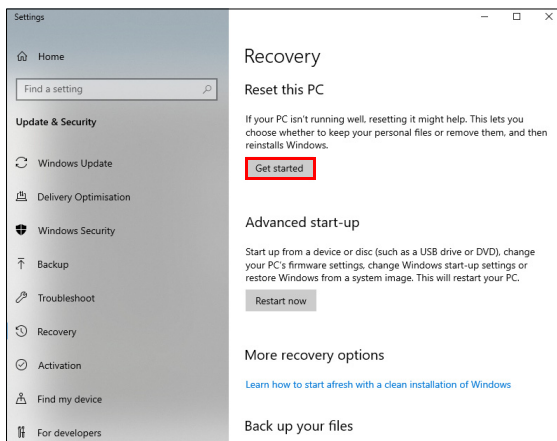 Settings
Home
Find a setting
Update & Security
Windows Update
Delivery Optimisation
Windows Security
Backup
Troubleshoot
Recovery
Activation
Find my device
For developers
Recovery
Reset this PC
If your PC isn't running well, resetting it might help. This lets you
choose whether to keep your personal files or remove them, and then
reinstalls Windows.
Get started
Advanced start-up
Start up from a device or disc (such as a USB drive or DVD), change
your PC's firmware settings, change Windows start-up settings or
restore Windows from a system image. This will restart your PC.
Restart now
More recovery options
Learn how to start afresh with a clean installation of Windows
Back up your files